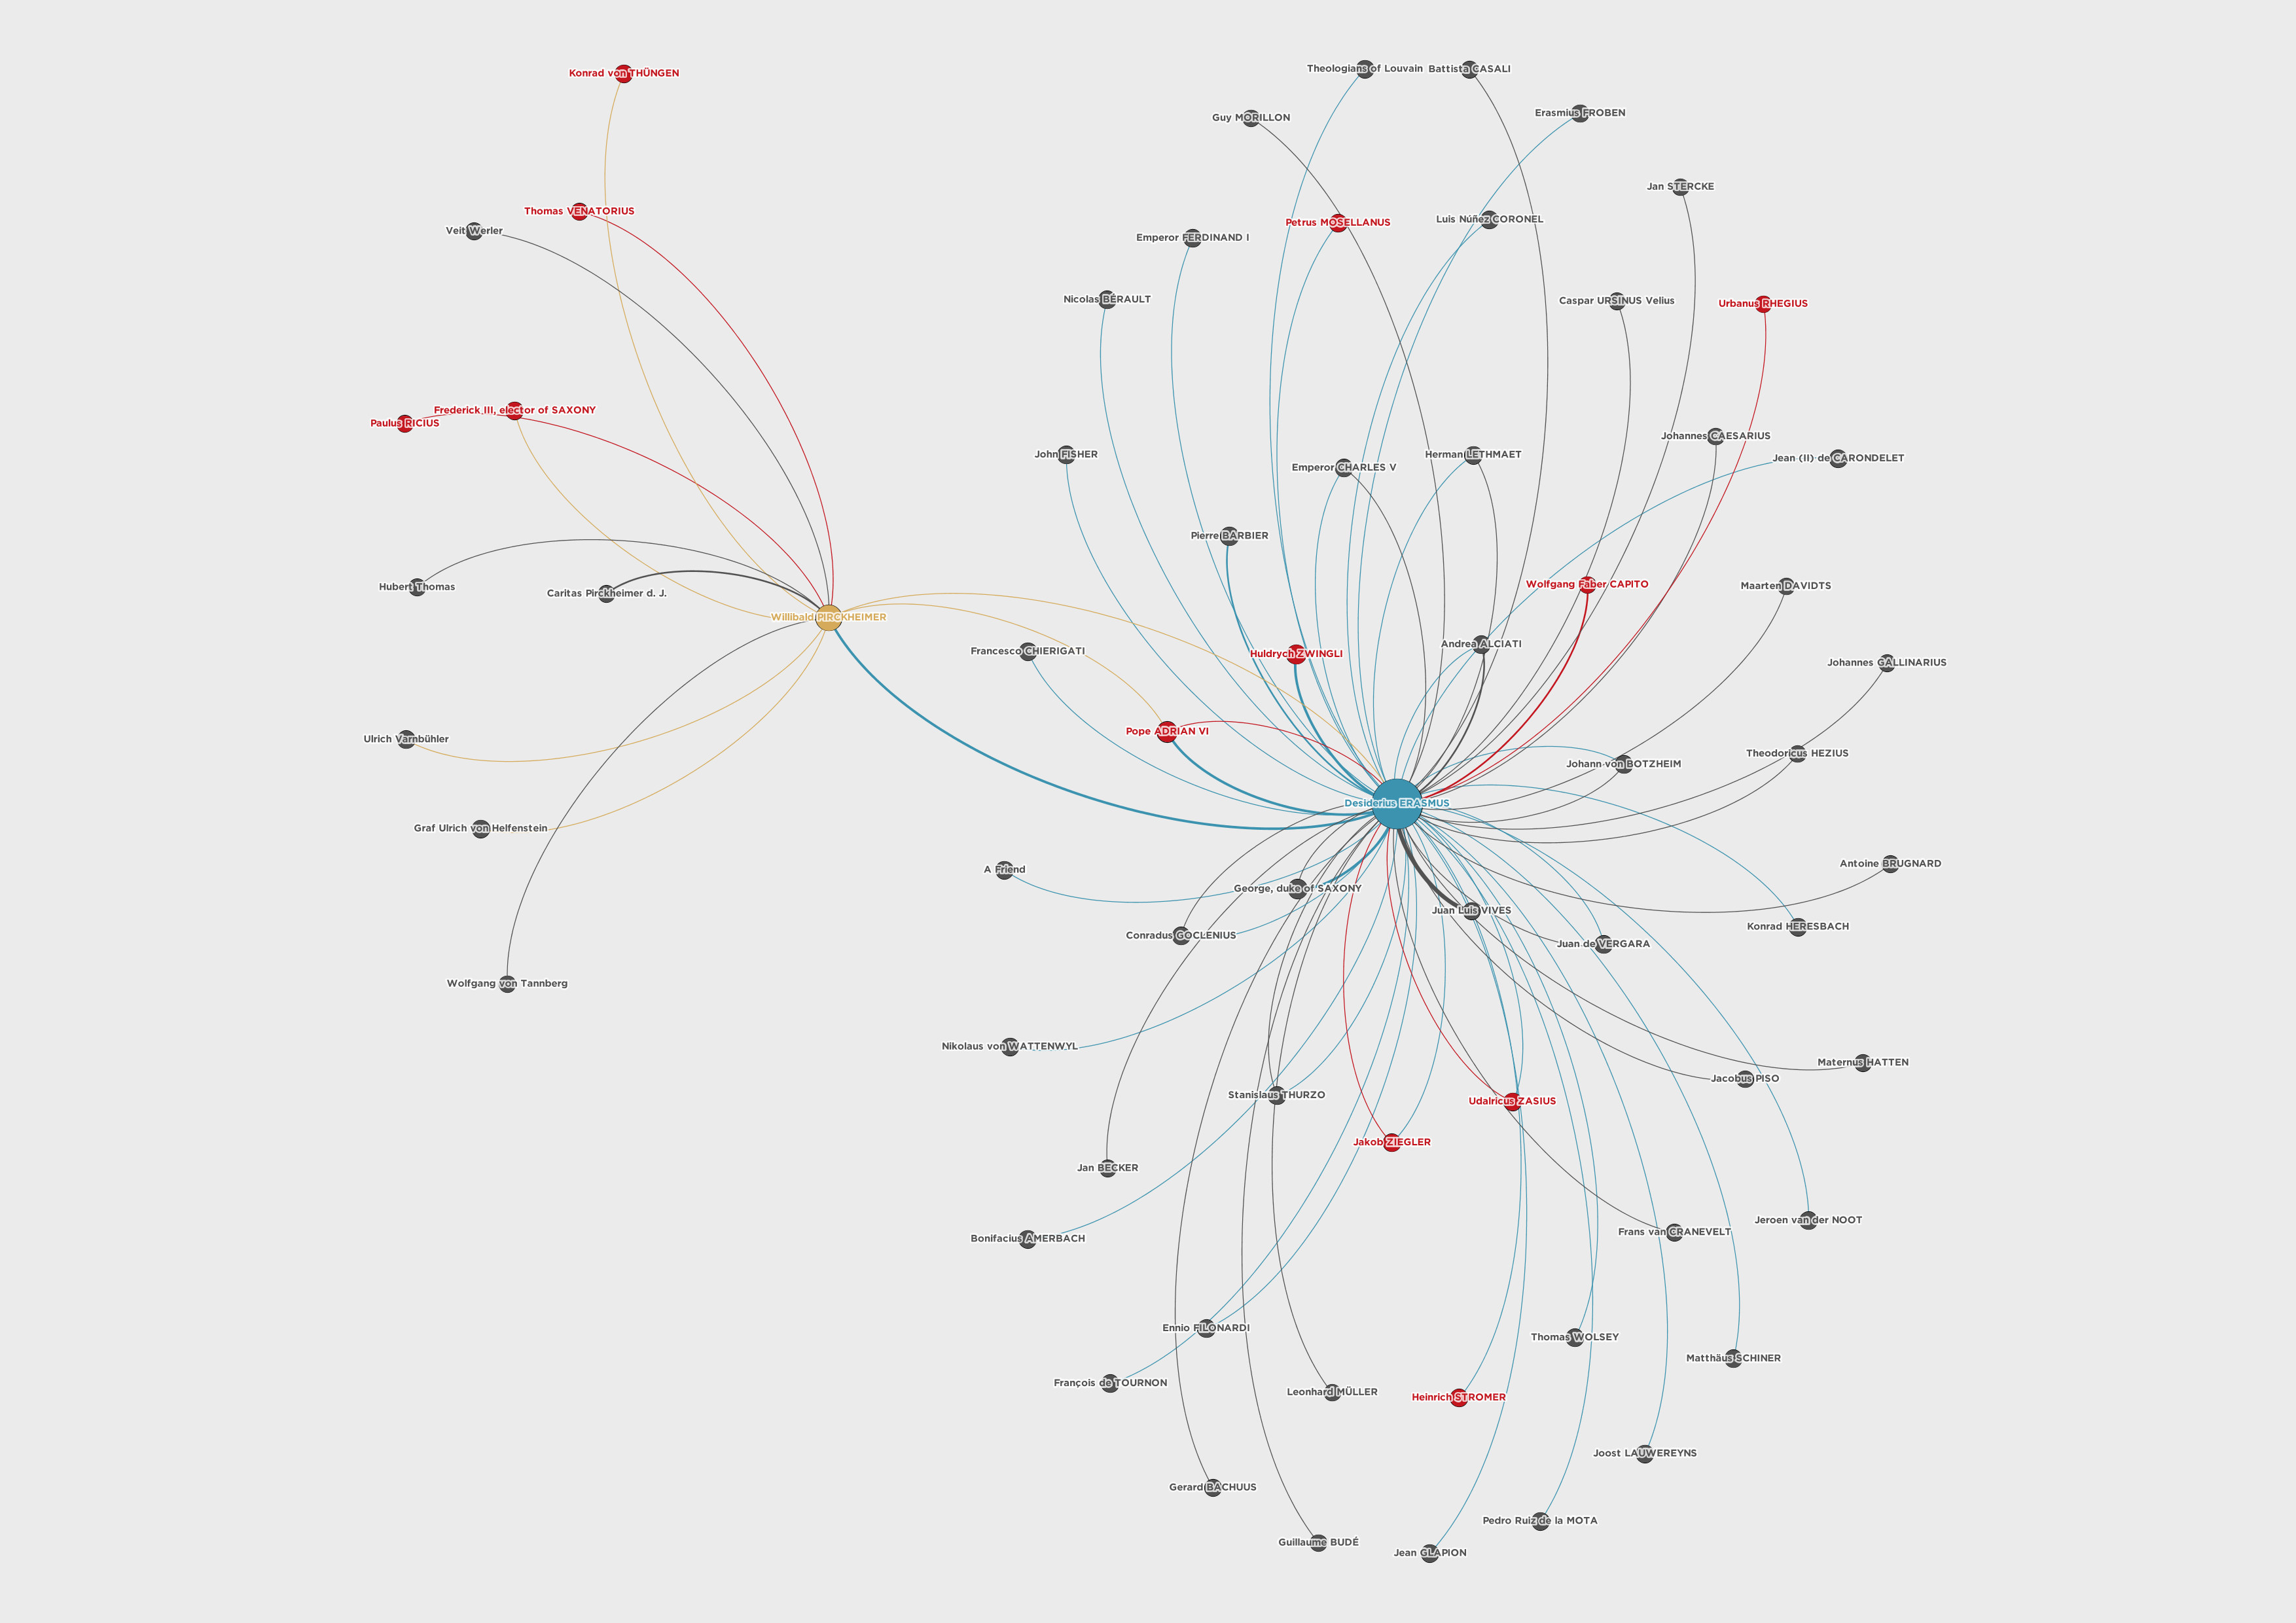 Theologians of Louvain
Battista CASALI
Konrad von THÜNGEN
Erasmius FROBEN
Guy MORILLON
Jan STERCKE
Thomas VENATORIUS
Luis Núñez CORONEL
Petrus MOSELLANUS
Veit Werler
Emperor FERDINAND I
Nicolas BÉRAULT
Caspar URSINUS Velius
Urbanus RHEGIUS
Frederick III, elector of SAXONY
Paulus RICIUS
Johannes CAESARIUS
John FISHER
Herman LETHMAET
Jean (II) de CARONDELET
Emperor CHARLES V
Pierre BARBIER
Wolfgang Faber CAPITO
Maarten DAVIDTS
Hubert Thomas
Caritas Pirckheimer d. J.
Willibald PIRCKHEIMER
Andrea ALCIATI
Francesco CHIERIGATI
Huldrych ZWINGLI
Johannes GALLINARIUS
Pope ADRIAN VI
Ulrich Varnbühler
Theodoricus HEZIUS
Johann von BOTZHEIM
Desiderius ERASMUS
Graf Ulrich von Helfenstein
Antoine BRUGNARD
A Friend
George, duke of SAXONY
Juan Luis VIVES
Konrad HERESBACH
Conradus GOCLENIUS
Juan de VERGARA
Wolfgang von Tannberg
Nikolaus von WATTENWYL
Maternus HATTEN
Jacobus PISO
Stanislaus THURZO
Udalricus ZASIUS
Jakob ZIEGLER
Jan BECKER
Jeroen van der NOOT
Frans van CRANEVELT
Bonifacius AMERBACH
Ennio FILONARDI
Thomas WOLSEY
Matthäus SCHINER
François de TOURNON
Leonhard MÜLLER
Heinrich STROMER
Joost LAUWEREYNS
Gerard BACHUUS
Pedro Ruiz de la MOTA
Guillaume BUDÉ
Jean GLAPION